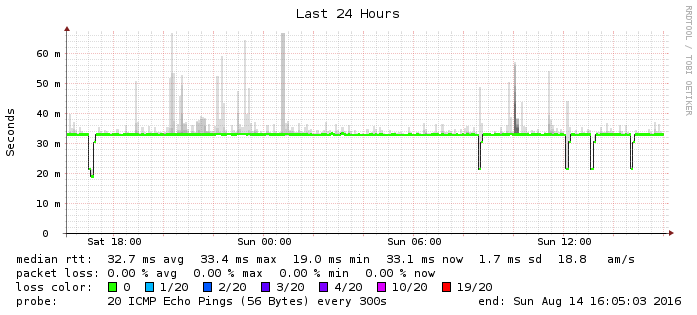 Last 24 Hours
RRDTOOL / TOBI OETIKER
Seconds
60 m
50 m
40 m
30 m
20 m
10 m
0
Sat 18:00 Sun 00:00 Sun 06:00 Sun 12:00
median rtt: 32.7 ms avg 33.4 ms max 19.0 ms min 33.1 ms now 1.7 ms sd 18.8 am/s
packet loss: 0.00 % avg 0.00 % max 0.00 % min 0.00 % now
loss color: 0 1/20 2/20 3/20 4/20 10/20 19/20
probe: 20 ICMP Echo Pings (56 Bytes) every 300s end: Sun Aug 14 16:05:03 2016